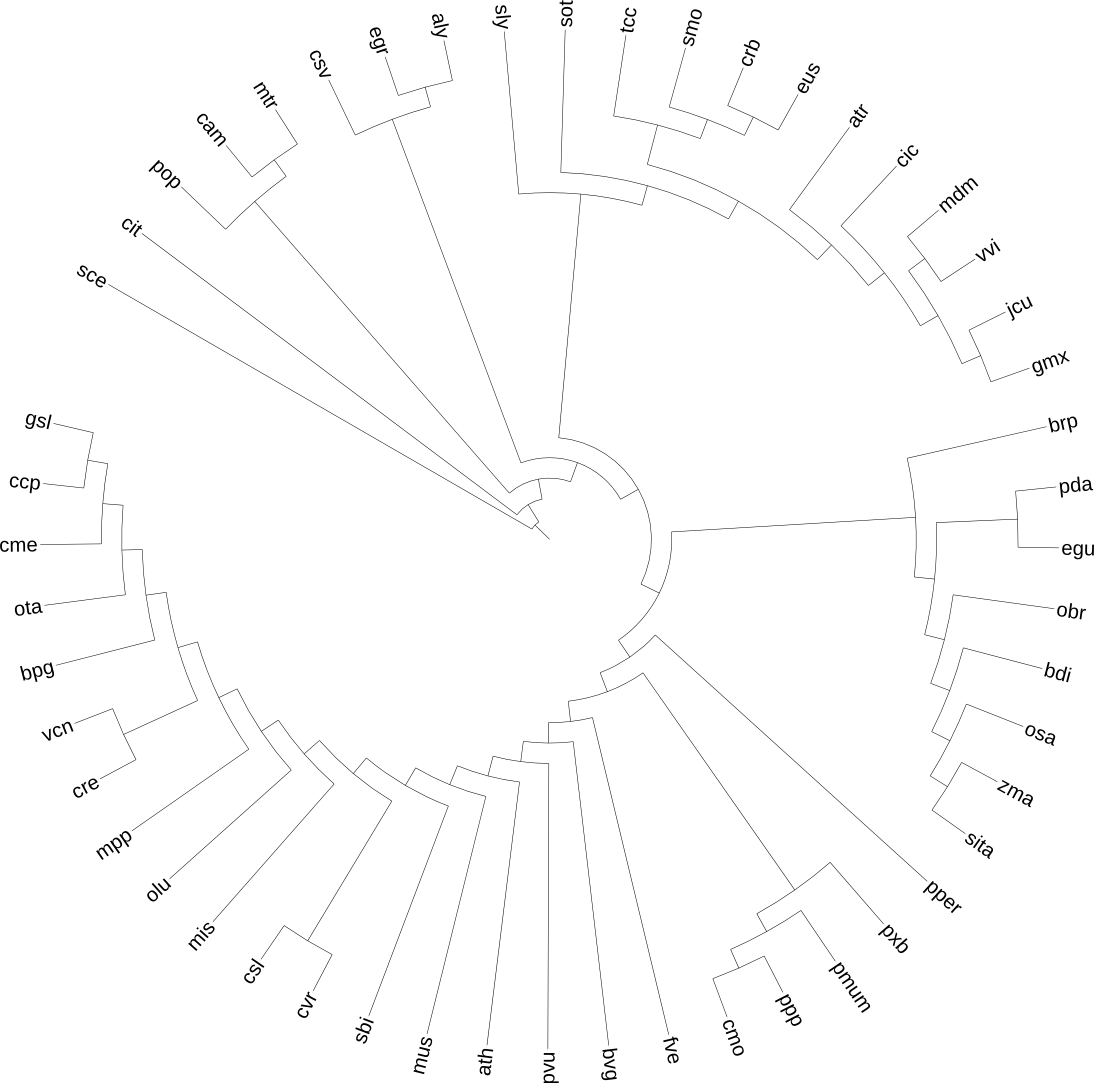 sly
sot
tcc
smo
crb
eus
atr
cic
mdm
vvi
jcu
gmx
brp
pda
egu
obr
bdi
osa
zma
sita
pper
pxb
pmum
ppp
cmo
fve
bvg
pvu
ath
mus
sbi
cvr
csl
mis
olu
mpp
cre
vcn
bpg
ota
cme
ccp
gsl
sce
cit
pop
cam
mtr
csv
egr
aly